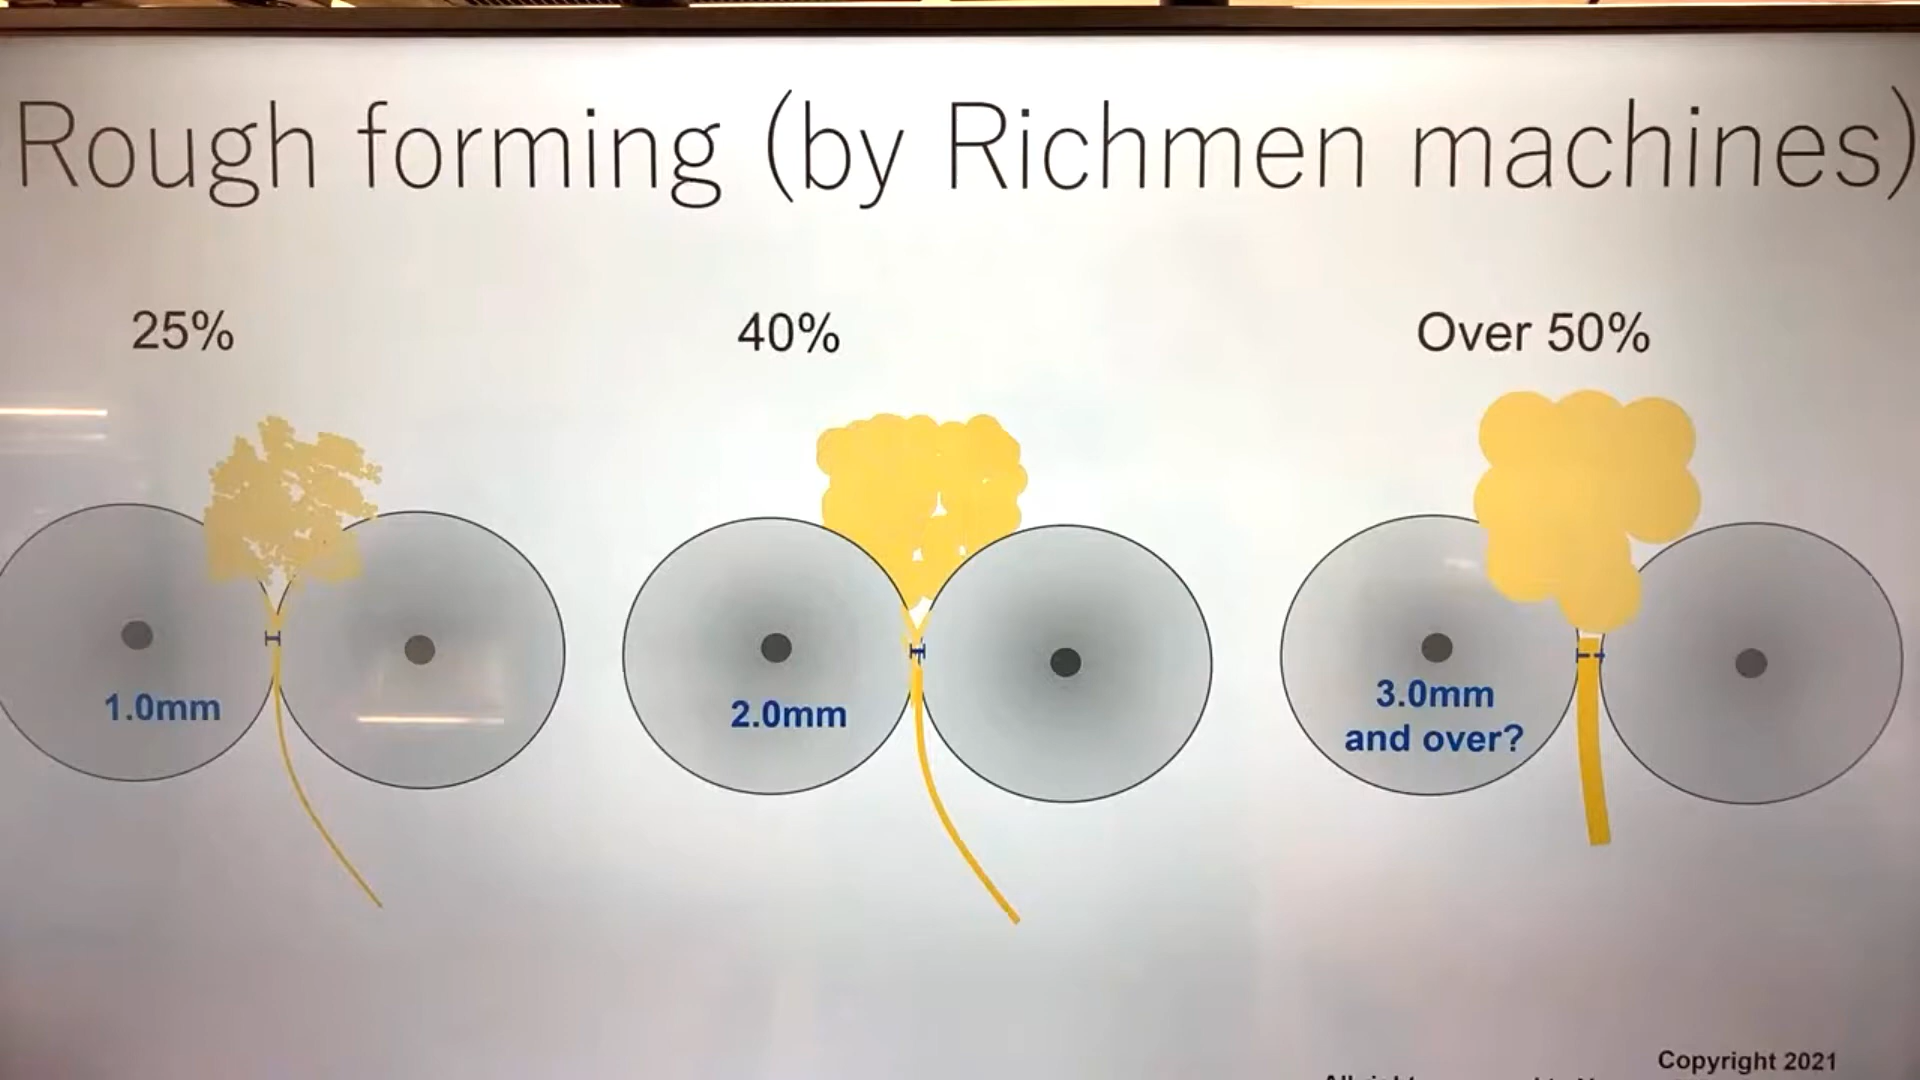 Rough forming (by Richmen machines)
25%
40%
Over 50%
1.0mm
2.0mm
3.0mm
and over?
Copyright 2021